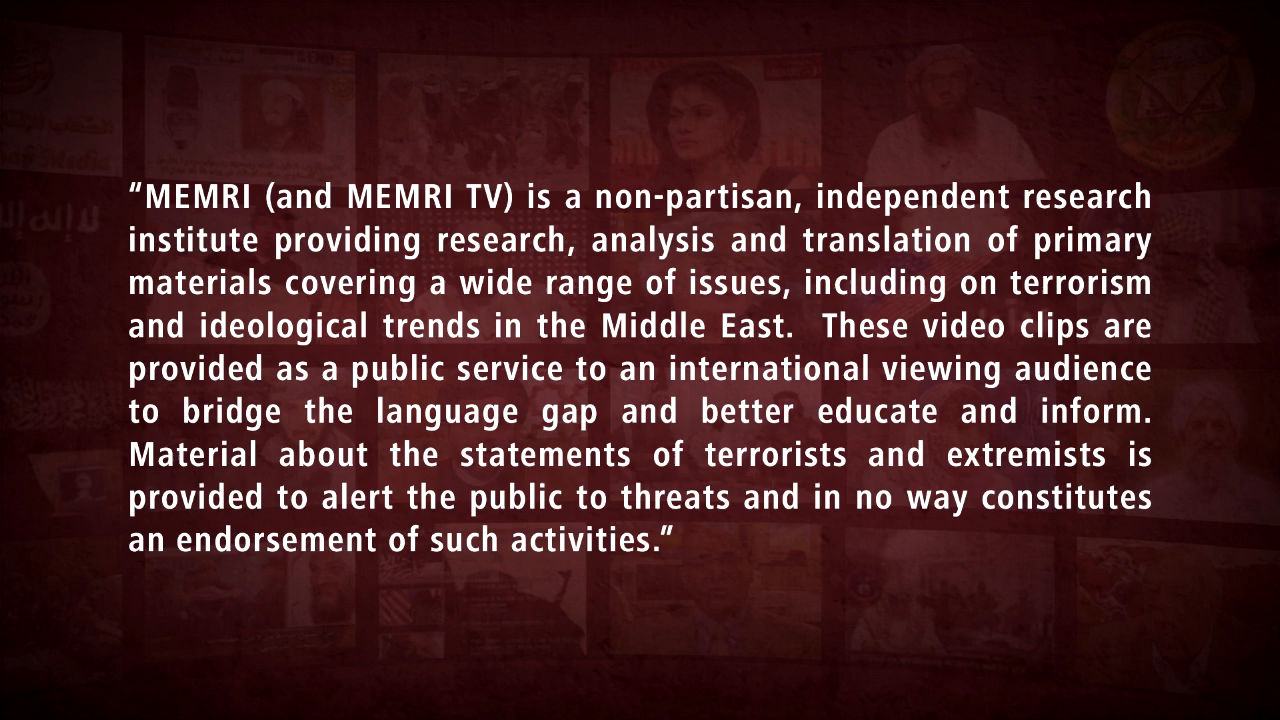 “MEMRI (and MEMRI TV) is a non-partisan, independent research
institute providing research, analysis and translation of primary
materials covering a wide range of issues, including on terrorism
and ideological trends in the Middle East.  These video clips are
provided as a public service to an international viewing audience
to bridge the language gap and better educate and inform.
Material about the statements of terrorists and extremists is
provided to alert the public to threats and in no way constitutes
an endorsement of such activities.”